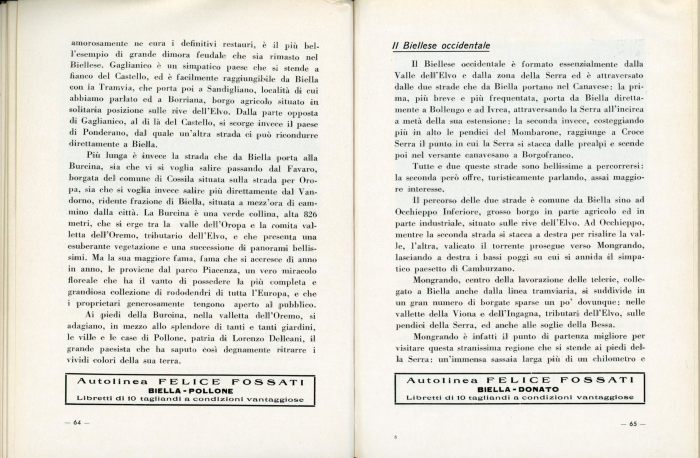 amorosamente ne cura i definitivi restauri, è il più bel-
l'esempio di grande dimora feudale che sia rimasto nel
Biellese. Gaglianico è un simpatico paese che si stende a
fianco del Castello, ed è facilmente raggiungibile da Biella
con la Tramvia, che porta poi a Sandigliano, località di cui
abbiamo parlato ed a Borriana, borgo agricolo situato in
solitaria posizione sulle rive dell'Elvo. Dalla parte opposta
di Gaglianico, al di là del Castello, si scorge invece il paese
di Ponderano, dal quale un'altra strada ci può ricondurre
direttamente a Biella.
Più lunga è invece la strada che da Biella porta alla
Burcina, sia che vi si voglia salire passando dal Favaro,
borgata del comune di Cossila situata sulla strada per Oro-
pa, sia che si voglia invece salire più direttamente dal Van-
dorno, ridente frazione di Biella, situata a mezz'ora di cam-
mino dalla città. La Burcina è una verde collina, alta 826
metri, che si erge tra la valle dell'Oropa e la romita val-
letta dell'Oremo, tributario dell'Elvo, e che presenta una
esuberante vegetazione e una successione di panorami bellis-
simi. Ma la sua maggiore fama, fama che si accresce di anno
in anno, le proviene dal parco Piacenza, un vero miracolo
floreale che ha il vanto di possedere la più completa e
grandiosa collezione di rododendri di tutta l'Europa, e che
i proprietari generosamente tengono aperto al pubblico.
Ai piedi della Burcina, nella valletta dell'Oremo, si
adagiano, in mezzo allo splendore di tanti e tanti giardini,
le ville e le case di Pollone, patria di Lorenzo Delleani, il
grande paesista che ha saputo così degnamente ritrarre i
vividi colori della sua terra.
Autolinea FELICE FOSSATI
BIELLA-POLLONE
Libretti di 10 tagliandi a condizioni vantaggiose
— 64 —
Il Biellese occidentale
Il Biellese occidentale è formato essenzialmente dalla
Valle dell'Elvo e dalla zona della Serra ed è attraversato
dalle due strade che da Biella portano nel Canavese: la pri-
ma, più breve e più frequentata, porta da Biella diretta-
mente a Bollengo e ad Ivrea, attraversando la Serra all'incirca
a metà della sua estensione: la seconda invece, costeggiando
più in alto le pendici del Mombarone, raggiunge a Croce
Serra il punto in cui la Serra si stacca dalle prealpi e scende
poi nel versante canavesano a Borgofranco.
Tutte e due queste strade sono bellissime a percorrersi:
la seconda però offre, turisticamente parlando, assai maggio-
re interesse.
Il percorso delle due strade è comune da Biella sino ad
Occhieppo Inferiore, grosso borgo in parte agricolo ed in
parte industriale, situato sulle rive dell'Elvo. Ad Occhieppo,
mentre la seconda strada si stacca a destra per risalire la val-
le, l'altra, valicato il torrente prosegue verso Mongrando,
lasciando a destra i bassi poggi su cui si annida il simpa-
tico paesetto di Camburzano.
Mongrando, centro della lavorazione delle telerie, colle-
gato a Biella anche dalla linea tramviaria, si suddivide in
un gran numero di borgate sparse un po' dovunque: nelle
vallette della Viona e dell'Ingagna, tributari dell'Elvo, sulle
pendici della Serra, ed anche alle soglie della Bessa.
Mongrando è infatti il punto di partenza migliore per
visitare questa stranissima regione che si stende ai piedi del-
la Serra: un'immensa sassaia larga più di un chilometro e
Autolinea FELICE FOSSATI
BIELLA - DONATO
Libretti di 10 tagliandi a condizioni vantaggiose
— 65 —